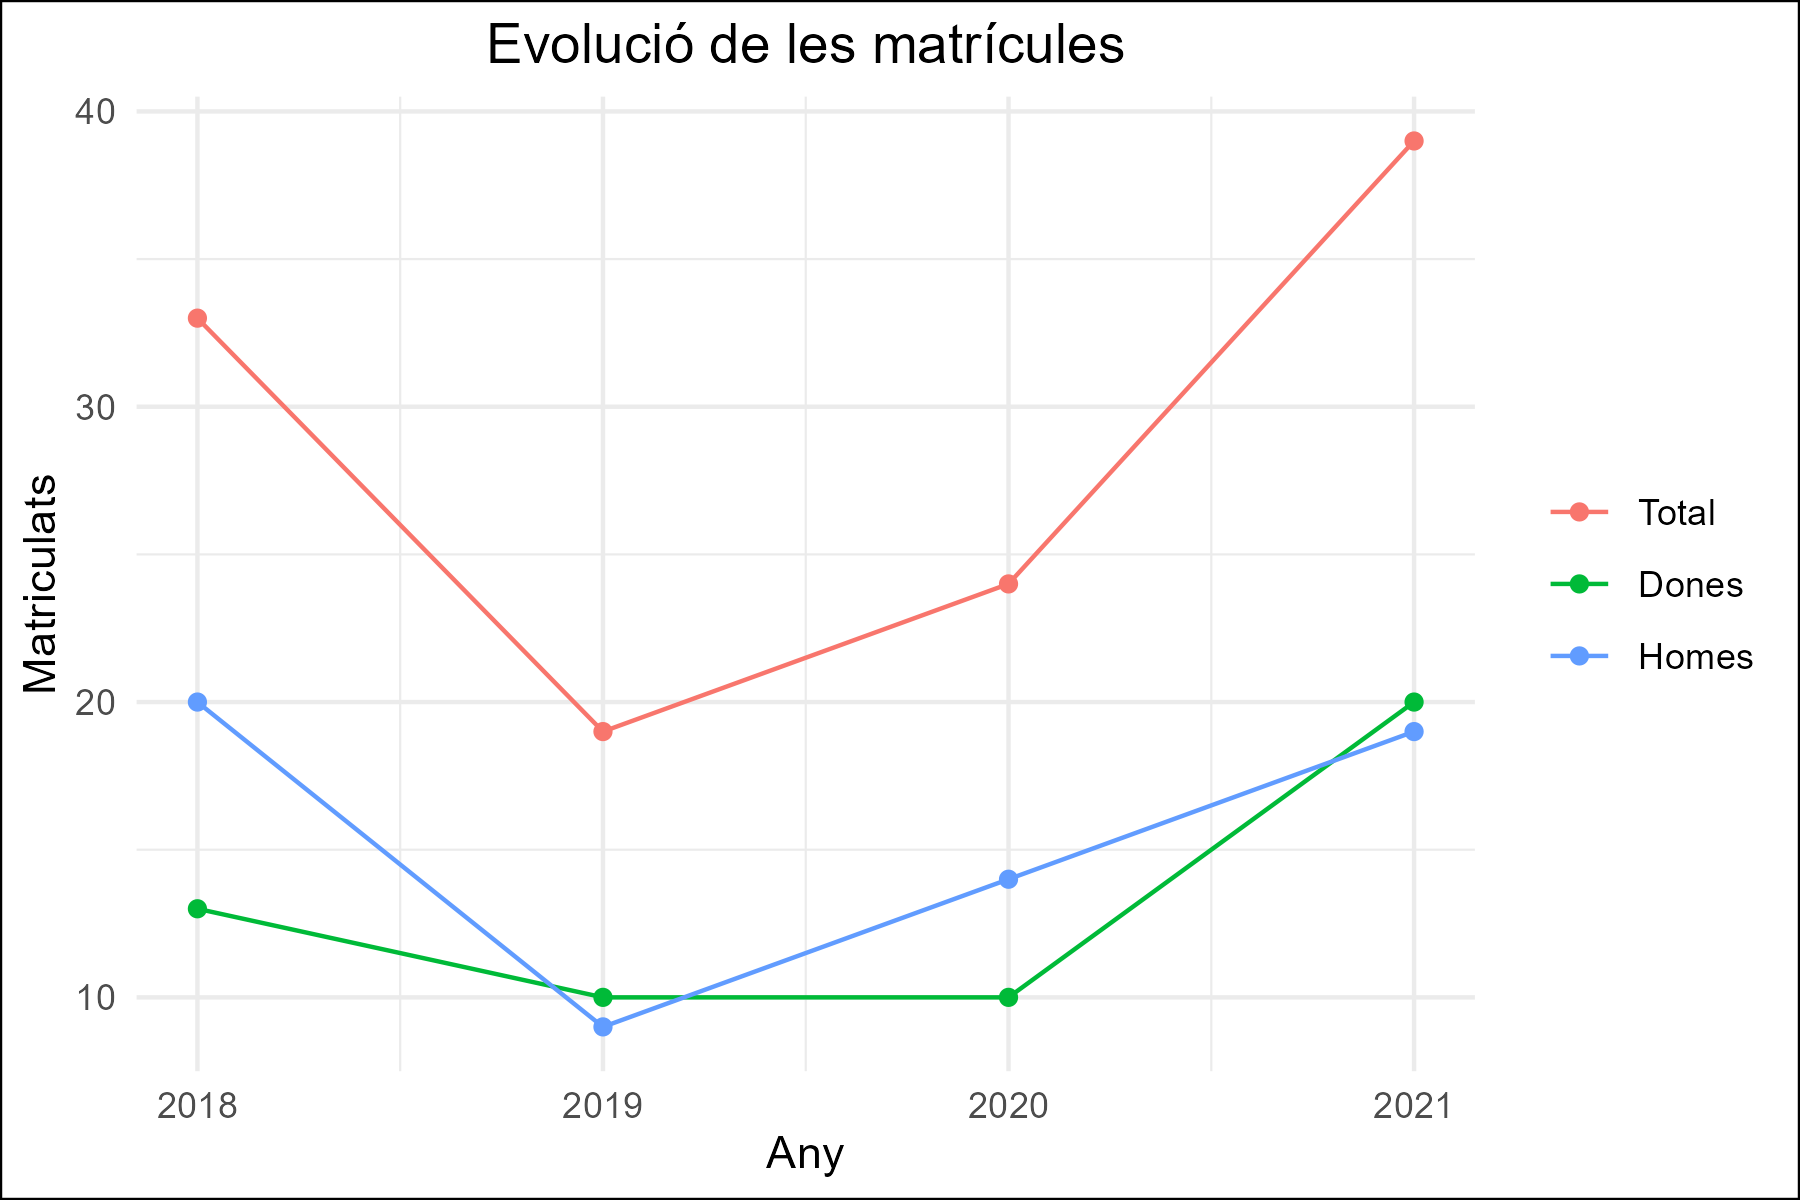 Evolució de les matrícules
40
30
20
10
Matriculats
2018
2019
2020
2021
Any
Total
Dones
Homes